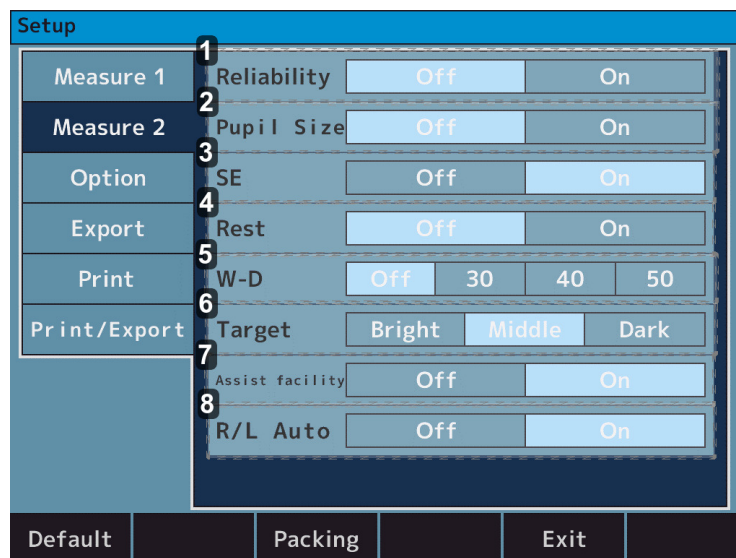 Setup
Measure 1
Measure 2
Option
Export
Print
Print/Export
1
Reliability Off On
2
Pupil Size Off On
3
SE Off On
4
Rest Off On
5
W-D Off 30 40 50
6
Target Bright Middle Dark
7
Assist facility Off On
8
R/L Auto Off On
Default Packing Exit